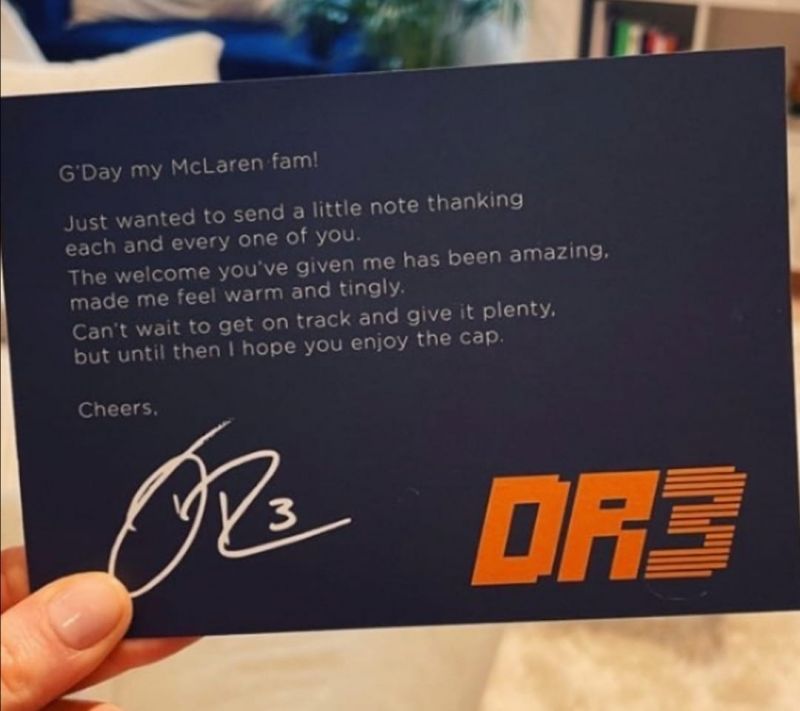 G'Day my McLaren fam!
Just wanted to send a little note thanking
each and every one of you.
The welcome you've given me has been amazing,
made me feel warm and tingly.
Can't wait to get on track and give it plenty,
but until then I hope you enjoy the cap.
Cheers,
DR3
DR3